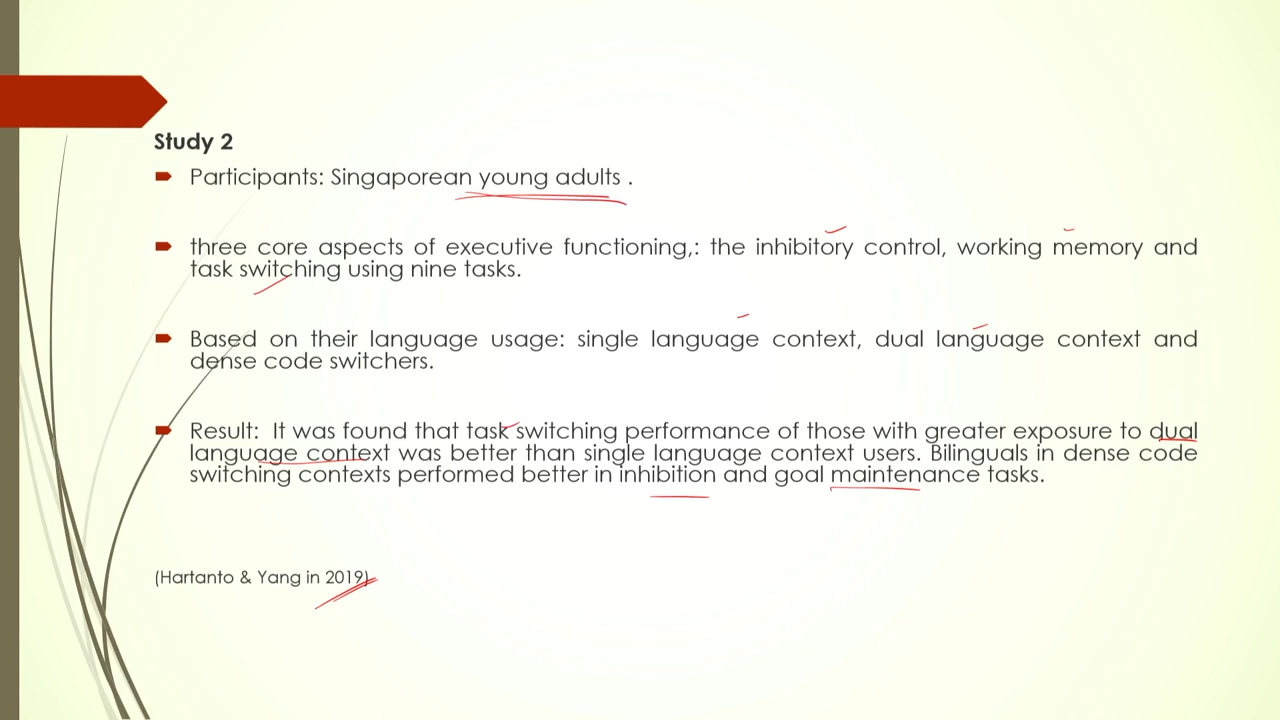 Study 2
Participants: Singaporean young adults .
three core aspects of executive functioning,: the inhibitory control, working memory and
task switching using nine tasks.
Based on their language usage: single language context, dual language context and
dense code switchers.
Result: It was found that task switching performance of those with greater exposure to dual
language context was better than single language context users. Bilinguals in dense code
switching contexts performed better in inhibition and goal maintenance tasks.
(Hartanto & Yang in 2019)